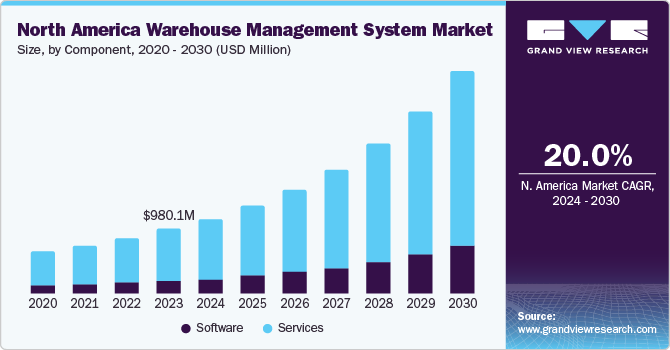 North America Warehouse Management System Market
Size, by Component, 2020 - 2030 (USD Million)
$980.1M
2020 2021 2022 2023 2024 2025 2026 2027 2028 2029 2030
Software Services
GRAND VIEW RESEARCH
20.0%
N. America Market CAGR,
2024 - 2030
Source:
www.grandviewresearch.com